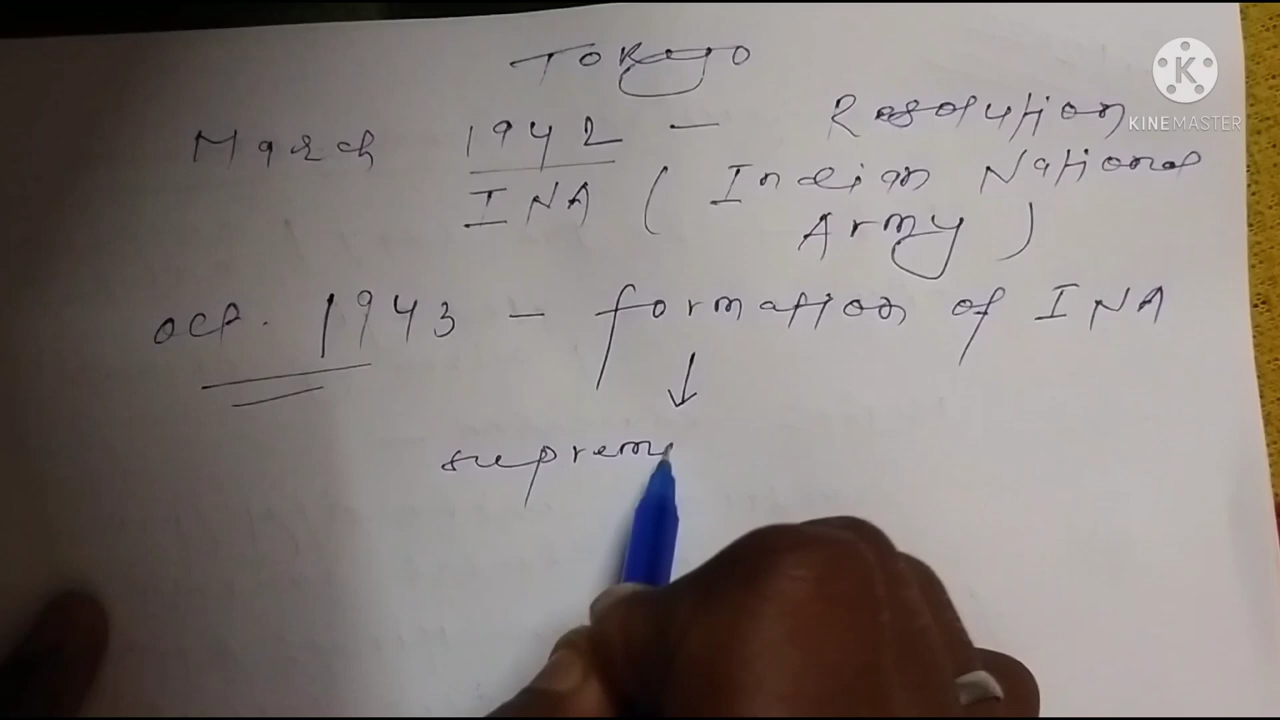 TOKYO
March 1942 - Resolution
INA ( Indian National
Army )
Oct. 1943 - formation of INA
↓
suprem
K
KINEMASTER